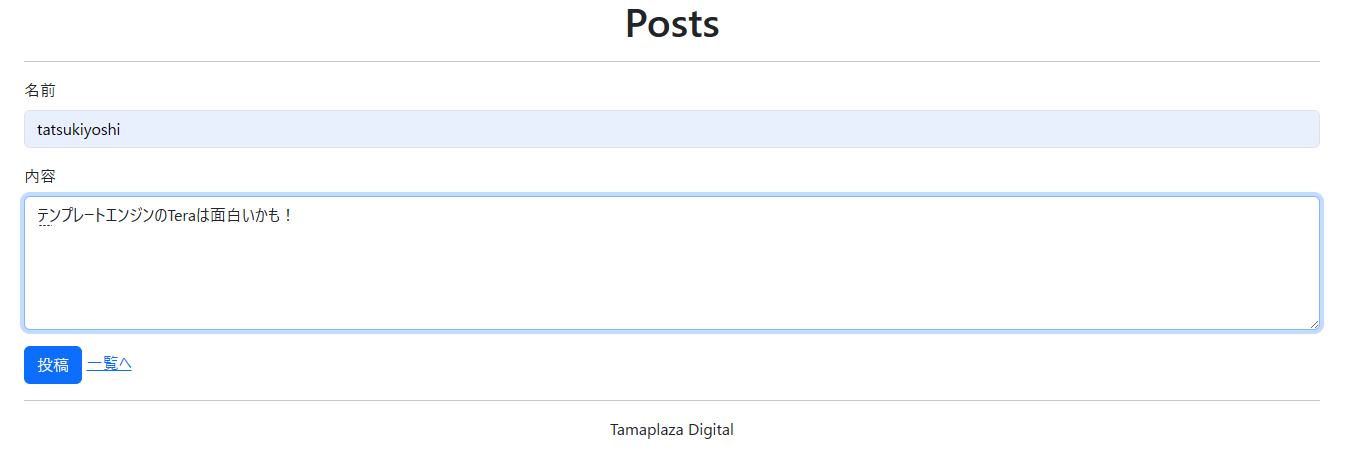 Posts
名前
tatsukiyoshi
内容
テンプレートエンジンのTeraは面白いかも！
投稿 一覧へ
Tamaplaza Digital